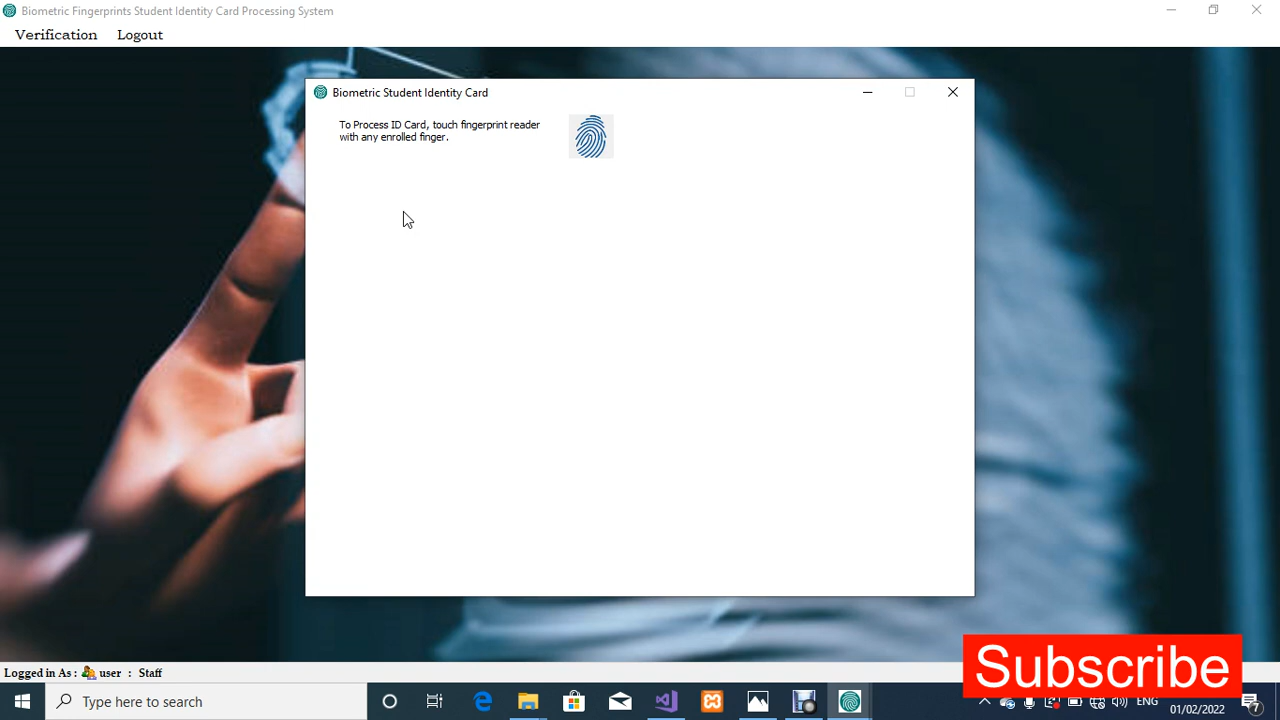 Biometric Fingerprints Student Identity Card Processing System
Verification Logout
Biometric Student Identity Card
To Process ID Card, touch fingerprint reader
with any enrolled finger.
Logged in As : user : Staff
Subscribe
Type here to search
ENG
01/02/2022
7